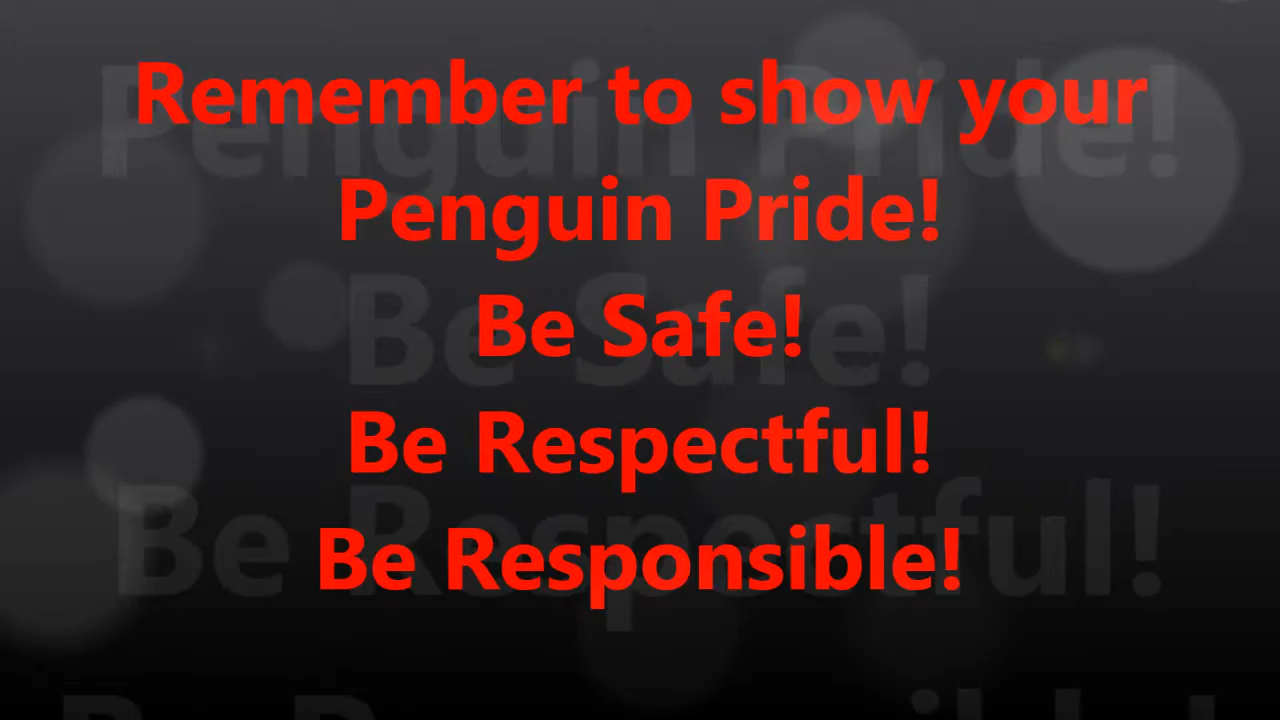 Remember to show your
Penguin Pride!
Be Safe!
Be Respectful!
Be Responsible!